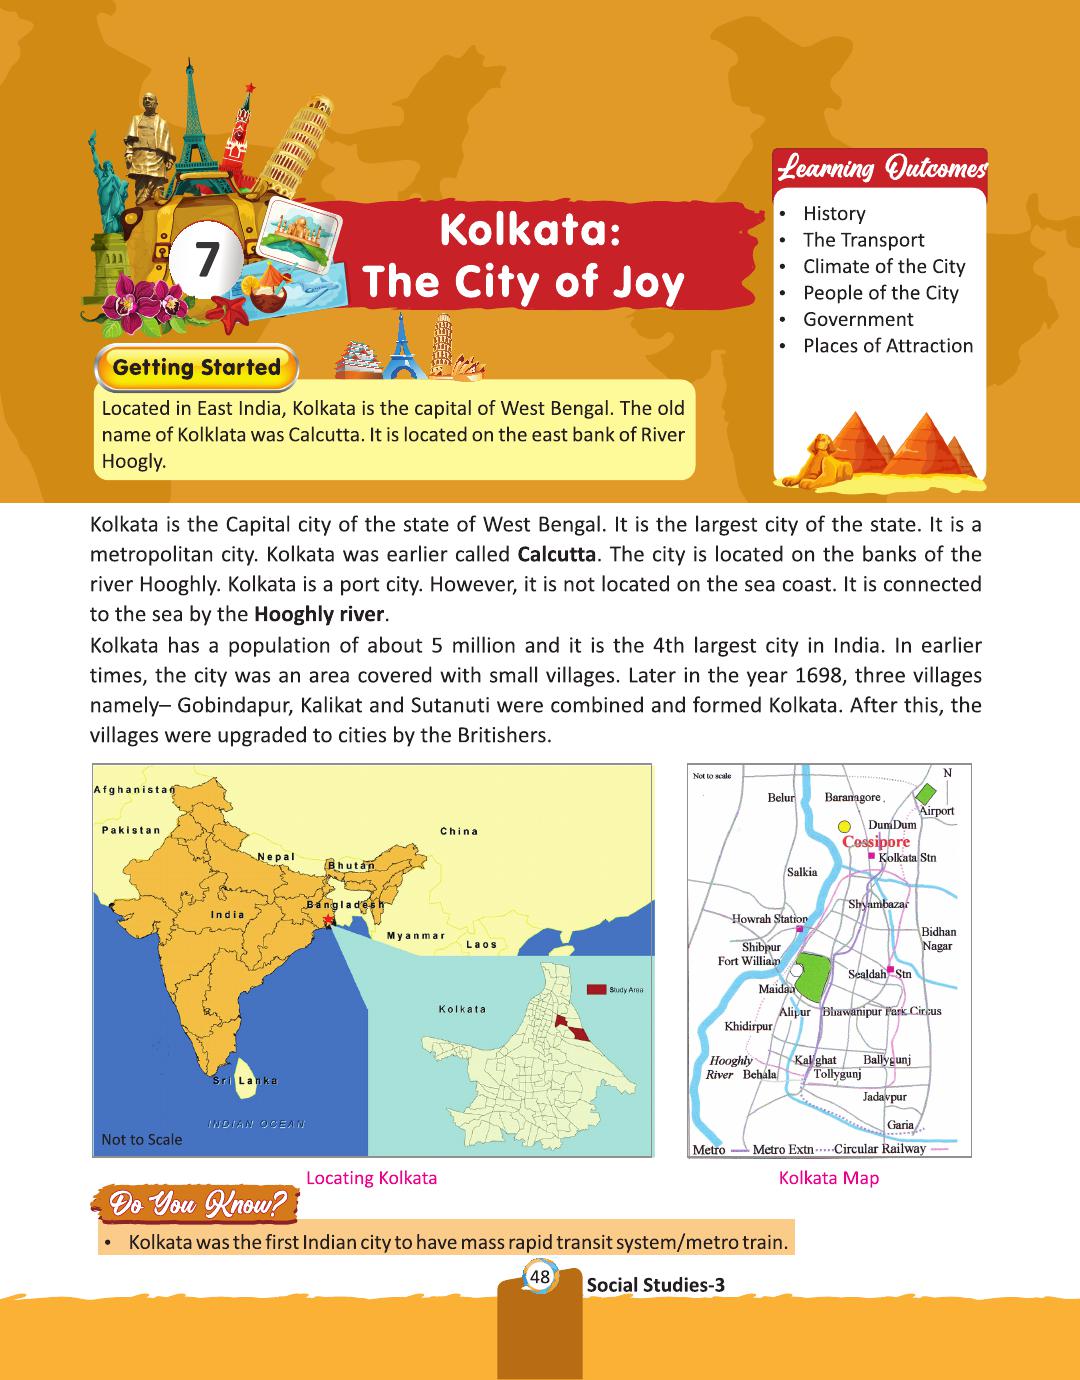 7
Kolkata:
The City of Joy
Learning Outcomes
• History
• The Transport
• Climate of the City
• People of the City
• Government
• Places of Attraction
Getting Started
Located in East India, Kolkata is the capital of West Bengal. The old
name of Kolklata was Calcutta. It is located on the east bank of River
Hoogly.
Kolkata is the Capital city of the state of West Bengal. It is the largest city of the state. It is a
metropolitan city. Kolkata was earlier called Calcutta. The city is located on the banks of the
river Hooghly. Kolkata is a port city. However, it is not located on the sea coast. It is connected
to the sea by the Hooghly river.
Kolkata has a population of about 5 million and it is the 4th largest city in India. In earlier
times, the city was an area covered with small villages. Later in the year 1698, three villages
namely– Gobindapur, Kalikat and Sutanuti were combined and formed Kolkata. After this, the
villages were upgraded to cities by the Britishers.
Afghanistan
Pakistan
China
Nepal
Bhutan
Bangladesh
India
Myanmar
Laos
Study Area
Kolkata
Sri Lanka
INDIAN OCEAN
Not to Scale
Locating Kolkata
Not to scale
N
Belur
Baranagore
Airport
DumDum
Cossipore
Kolkata Stn
Salkia
Shyambazar
Howrah Station
Bidhan
Nagar
Shibpur
Fort William
Sealdah Stn
Maidan
Alipur
Bhawanipur
Park Circus
Khidirpur
Hooghly
River
Kalighat
Ballygunj
Behala
Tollygunj
Jadavpur
Garia
Metro
Metro Extn
Circular Railway
Kolkata Map
Do You Know?
• Kolkata was the first Indian city to have mass rapid transit system/metro train.
48
Social Studies-3